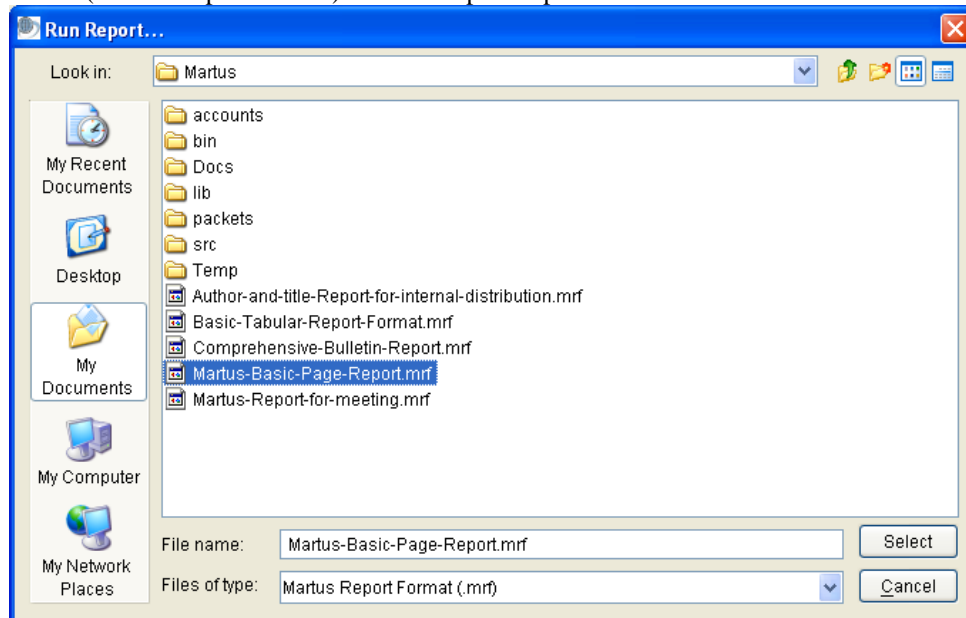 Run Report...
Look in:
Martus
My Recent
Documents
Desktop
My
Documents
My Computer
My Network
Places
accounts
bin
Docs
lib
packets
src
Temp
Author-and-title-Report-for-internal-distribution.mrf
Basic-Tabular-Report-Format.mrf
Comprehensive-Bulletin-Report.mrf
Martus-Basic-Page-Report.mrf
Martus-Report-for-meeting.mrf
File name:
Martus-Basic-Page-Report.mrf
Select
Files of type:
Martus Report Format (.mrf)
Cancel